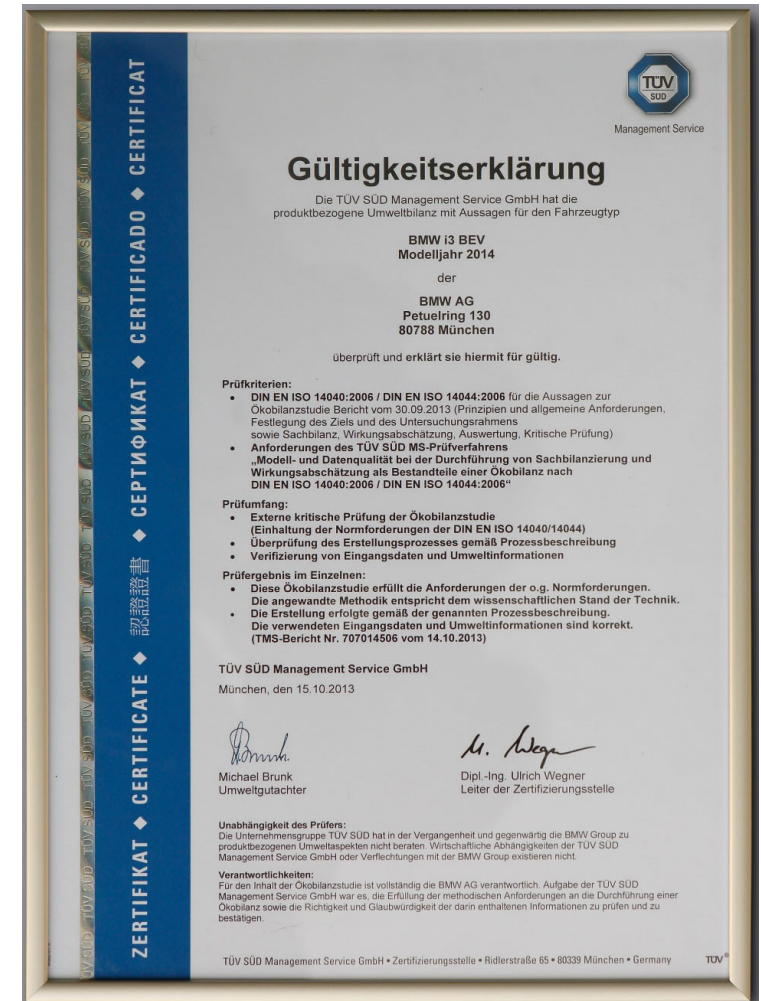 TÜV
SÜD
Management Service
Gültigkeitserklärung
Die TÜV SÜD Management Service GmbH hat die
produktbezogene Umweltbilanz mit Aussagen für den Fahrzeugtyp
BMW i3 BEV
Modelljahr 2014
der
BMW AG
Petuelring 130
80788 München
überprüft und erklärt sie hiermit für gültig.
Prüfkriterien:
• DIN EN ISO 14040:2006 / DIN EN ISO 14044:2006 für die Aussagen zur
Ökobilanzstudie Bericht vom 30.09.2013 (Prinzipien und allgemeine Anforderungen,
Festlegung des Ziels und des Untersuchungsrahmens
sowie Sachbilanz, Wirkungsabschätzung, Auswertung, Kritische Prüfung)
• Anforderungen des TÜV SÜD MS-Prüfverfahrens
„Modell- und Datenqualität bei der Durchführung von Sachbilanzierung und
Wirkungsabschätzung als Bestandteile einer Ökobilanz nach
DIN EN ISO 14040:2006 / DIN EN ISO 14044:2006“
Prüfumfang:
• Externe kritische Prüfung der Ökobilanzstudie
(Einhaltung der Normforderungen der DIN EN ISO 14040/14044)
• Überprüfung des Erstellungsprozesses gemäß Prozessbeschreibung
• Verifizierung von Eingangsdaten und Umweltinformationen
Prüfergebnis im Einzelnen:
• Diese Ökobilanzstudie erfüllt die Anforderungen der o.g. Normforderungen.
Die angewandte Methodik entspricht dem wissenschaftlichen Stand der Technik.
• Die Erstellung erfolgte gemäß der genannten Prozessbeschreibung.
Die verwendeten Eingangsdaten und Umweltinformationen sind korrekt.
(TMS-Bericht Nr. 707014506 vom 14.10.2013)
TÜV SÜD Management Service GmbH
München, den 15.10.2013
Michael Brunk
Umweltgutachter
Dipl.-Ing. Ulrich Wegner
Leiter der Zertifizierungsstelle
Unabhängigkeit des Prüfers:
Die Unternehmensgruppe TÜV SÜD hat in der Vergangenheit und gegenwärtig die BMW Group zu
produktbezogenen Umweltaspekten nicht beraten. Wirtschaftliche Abhängigkeiten der TÜV SÜD
Management Service GmbH oder Verflechtungen mit der BMW Group existieren nicht.
Verantwortlichkeiten:
Für den Inhalt der Ökobilanzstudie ist vollständig die BMW AG verantwortlich. Aufgabe der TÜV SÜD
Management Service GmbH war es, die Erfüllung der methodischen Anforderungen an die Durchführung einer
Ökobilanz sowie die Richtigkeit und Glaubwürdigkeit der darin enthaltenen Informationen zu prüfen und zu
bestätigen.
TÜV SÜD Management Service GmbH • Zertifizierungsstelle • Ridlerstraße 65 • 80339 München • Germany
TÜV®
ZERTIFIKAT ◆ CERTIFICATE ◆ 認證證書 ◆ СЕРТИФИКАТ ◆ CERTIFICADO ◆ CERTIFICAT